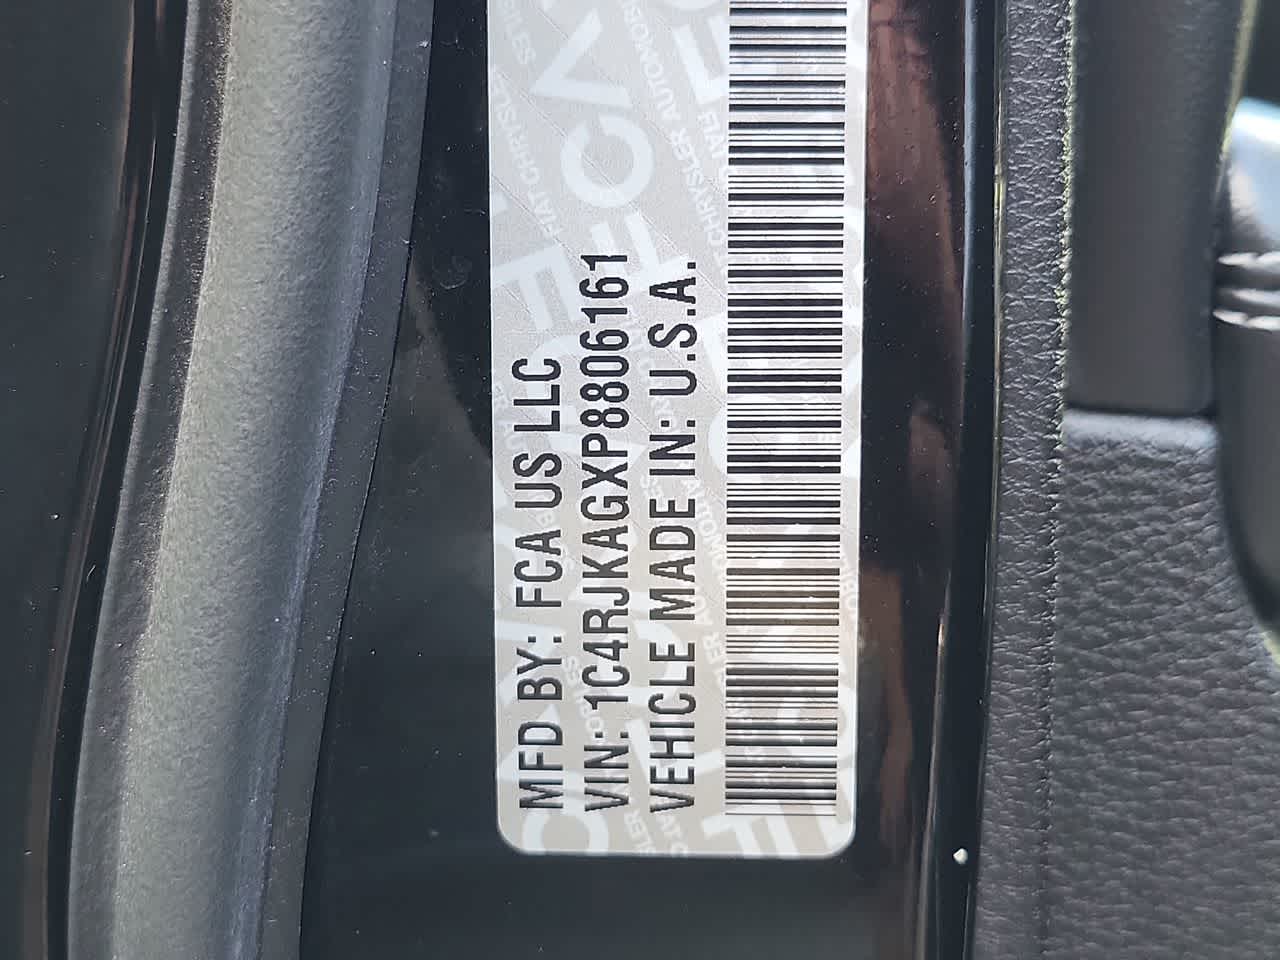 MFD BY: FCA US LLC
VIN: 1C4RJKAGXP8806161
VEHICLE MADE IN: U.S.A.